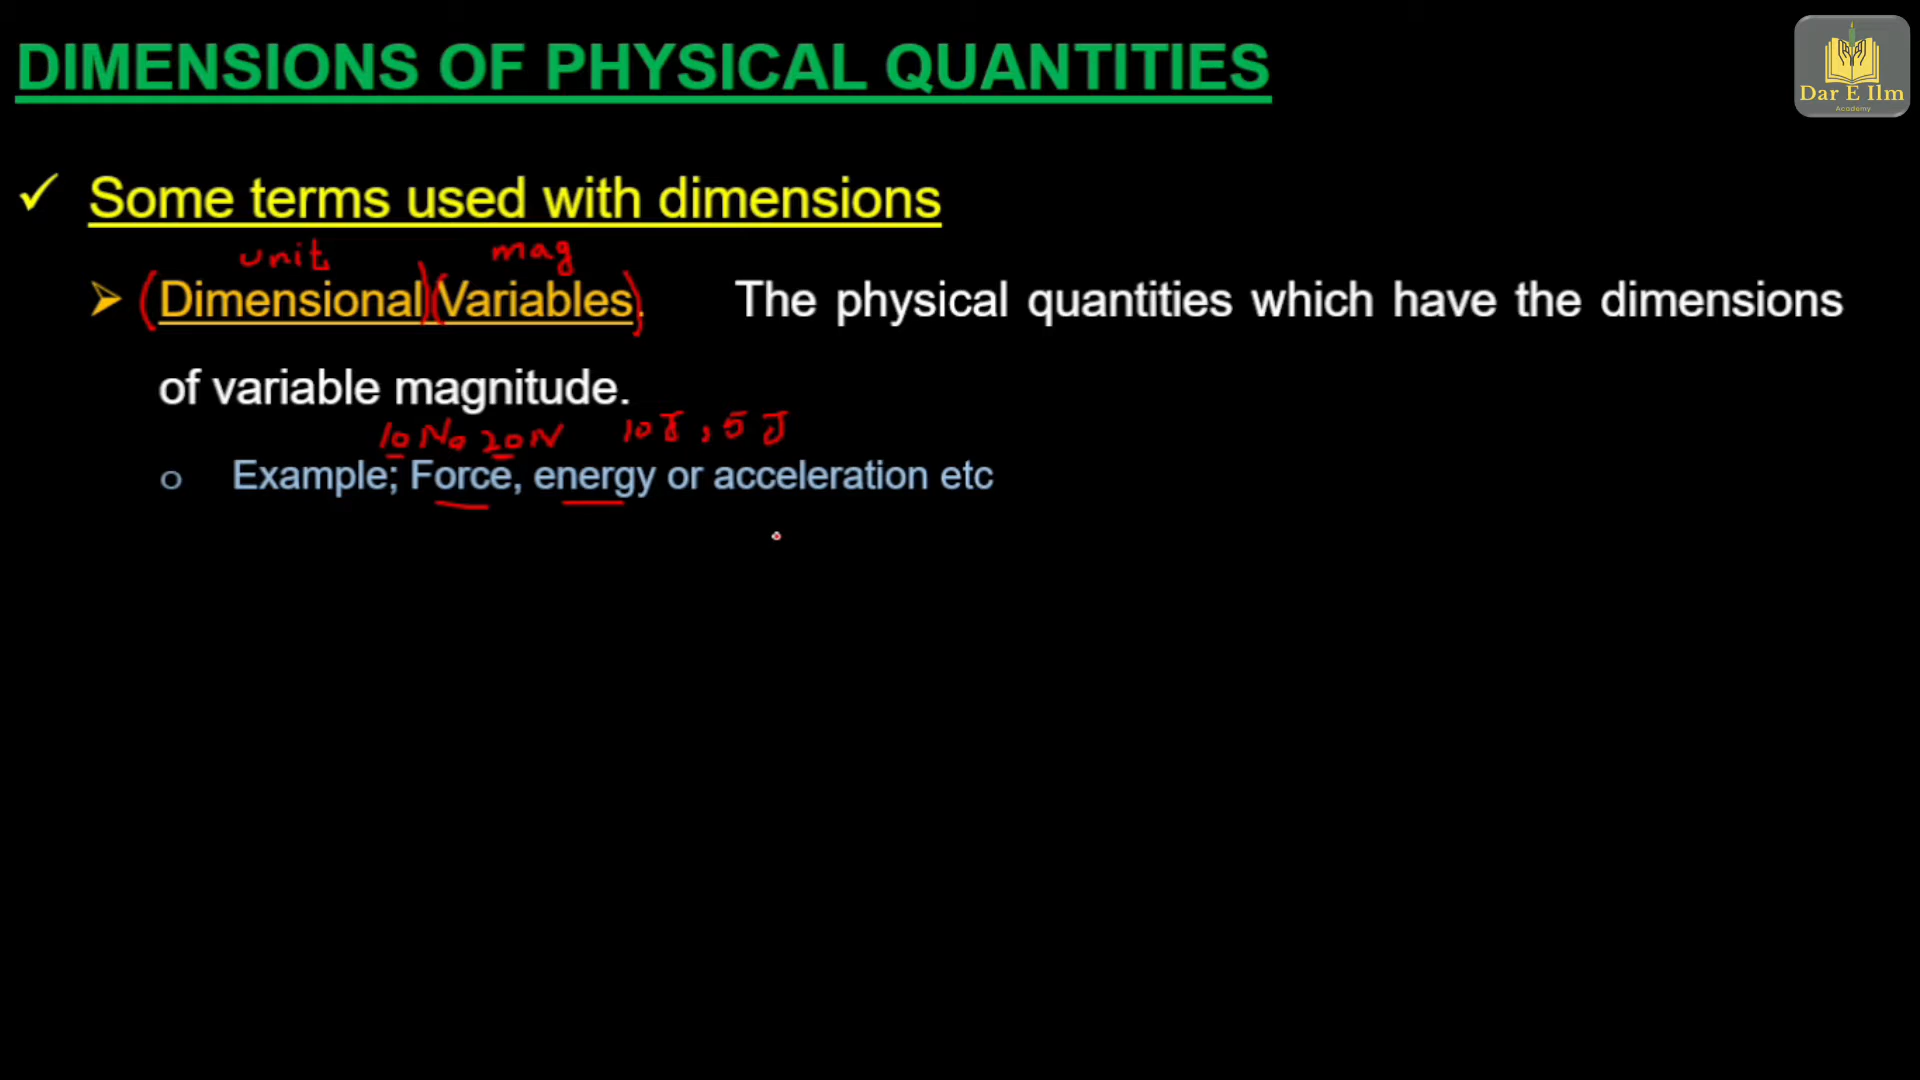 DIMENSIONS OF PHYSICAL QUANTITIES
Dar E Ilm
Academy
✓ Some terms used with dimensions
unit mag
➤ (Dimensional) (Variables). The physical quantities which have the dimensions
of variable magnitude.
10 N, 20 N 10 J, 5 J
o Example; Force, energy or acceleration etc